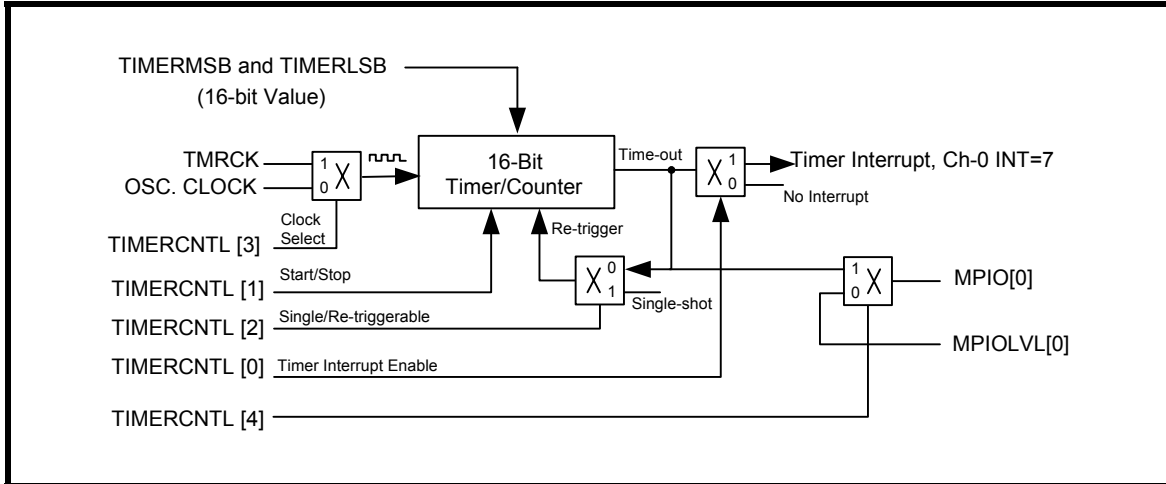 TIMERMSB and TIMERLSB
(16-bit Value)
TMRCK
OSC. CLOCK
1
0
X
Clock
Select
TIMERCNTL [3]
16-Bit
Timer/Counter
Time-out
X
1
0
Timer Interrupt, Ch-0 INT=7
No Interrupt
Re-trigger
TIMERCNTL [1]
Start/Stop
X
0
1
Single-shot
1
0
X
MPIO[0]
MPIOLVL[0]
TIMERCNTL [2]
Single/Re-triggerable
TIMERCNTL [0]
Timer Interrupt Enable
TIMERCNTL [4]